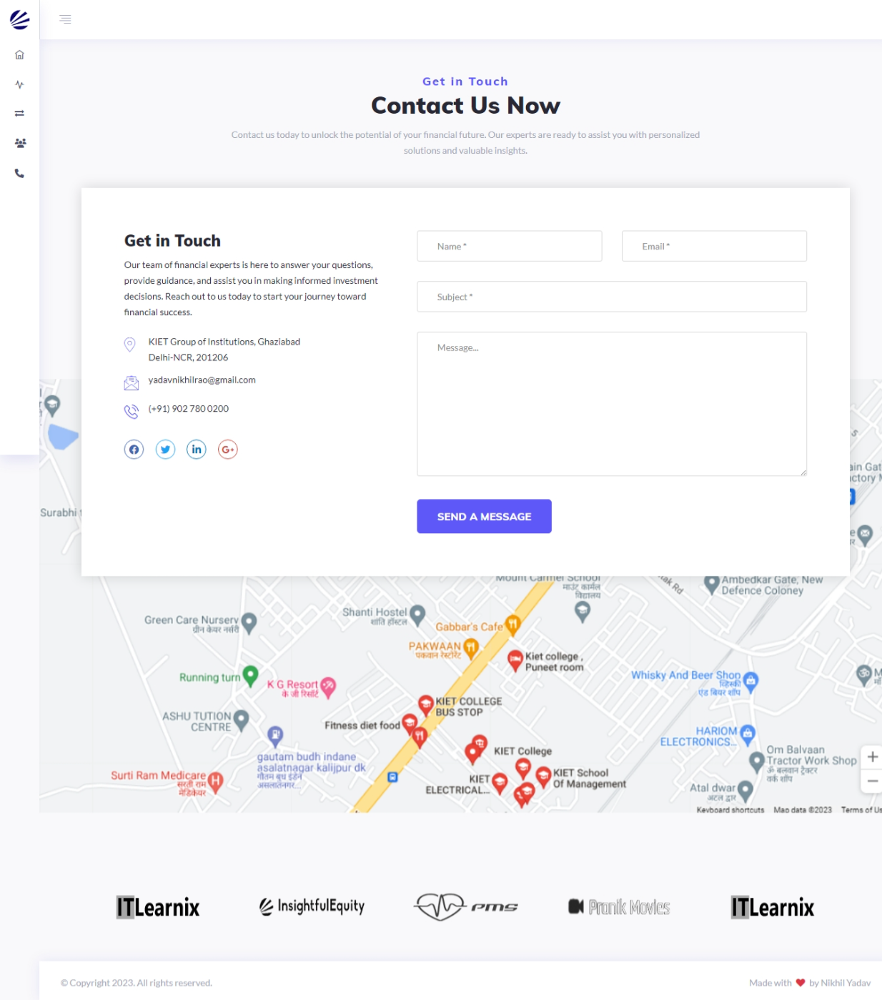 Get in Touch
Contact Us Now
Contact us today to unlock the potential of your financial future. Our experts are ready to assist you with personalized
solutions and valuable insights.
Get in Touch
Our team of financial experts is here to answer your questions,
provide guidance, and assist you in making informed investment
decisions. Reach out to us today to start your journey toward
financial success.
KIET Group of Institutions, Ghaziabad
Delhi-NCR, 201206
yadavnikhilrao@gmail.com
(+91) 902 780 0200
Name *
Email *
Subject *
Message...
SEND A MESSAGE
Surabhi
Mount Carmel School
माउंट कार्मल
विद्यालय
Ambedkar Gate, New
Defence Coloney
Green Care Nursery
ग्रीन केयर नर्सरी
Shanti Hostel
शांति हॉस्टल
Gabbar's Cafe
PAKWAAN
पकवान रेस्टोरेंट
Kiet college ,
Puneet room
Running turn
K G Resort
के जी रिसॉर्ट
Whisky And Beer Shop
व्हिस्की
एंड बियर शॉप
KIET COLLEGE
BUS STOP
ASHU TUTION
CENTRE
Fitness diet food
gautam budh indane
asalatnagar kalijpur dk
गौतम बुध इंडेन
असलातनगर...
KIET College
HARIOM
ELECTRONICS...
Om Balvaan
Tractor Work Shop
ॐ बलवान ट्रैक्टर
वर्क शॉप
Surti Ram Medicare
सुरती राम
मेडिकेयर
KIET
ELECTRICAL...
KIET School
Of Management
Atal dwar
अटल द्वार
Keyboard shortcuts Map data ©2023 Terms of Us
ITLearnix
InsightfulEquity
PMS
Pranik Movies
ITLearnix
© Copyright 2023. All rights reserved.
Made with ❤ by Nikhil Yadav